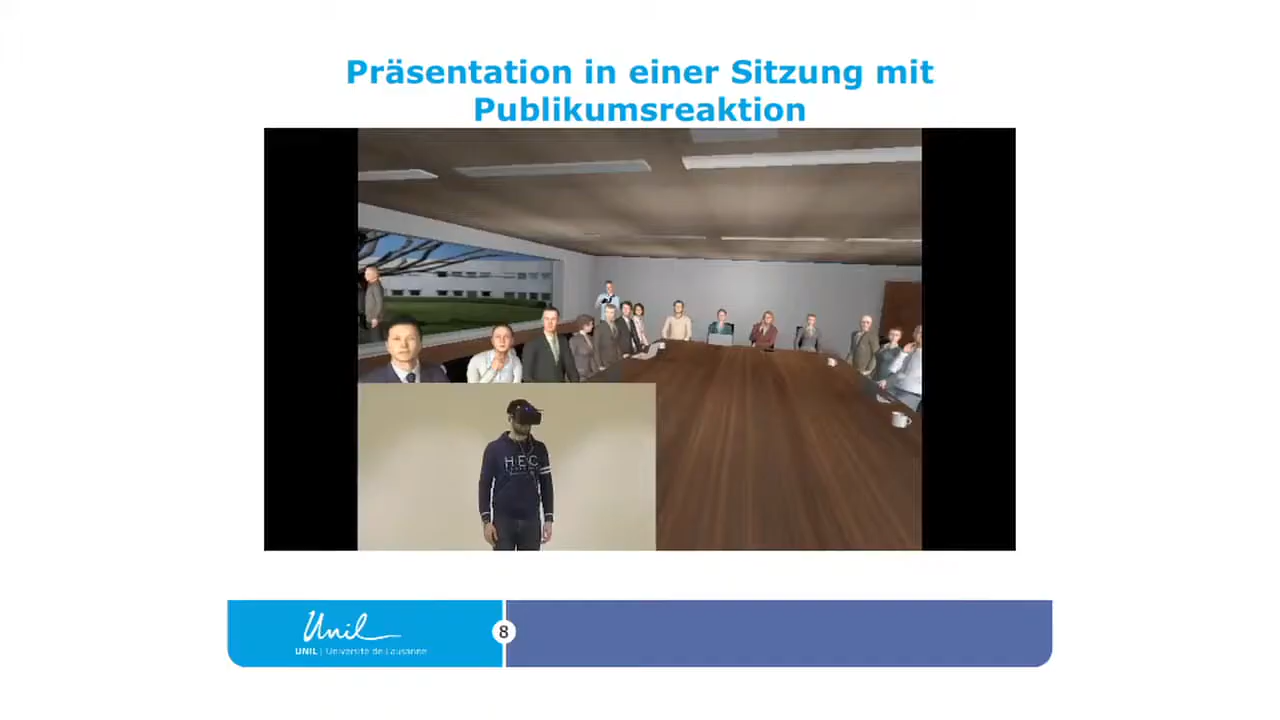 Präsentation in einer Sitzung mit
Publikumsreaktion
HEC
Unil
UNIL | Université de Lausanne
8